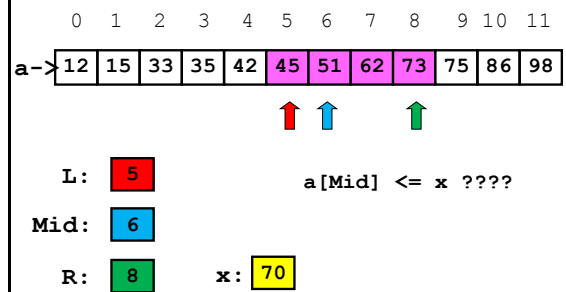 0 1 2 3 4 5 6 7 8 9 10 11
a-> 12 15 33 35 42 45 51 62 73 75 86 98
L: 5
a[Mid] <= x ????
Mid: 6
R: 8
x: 70